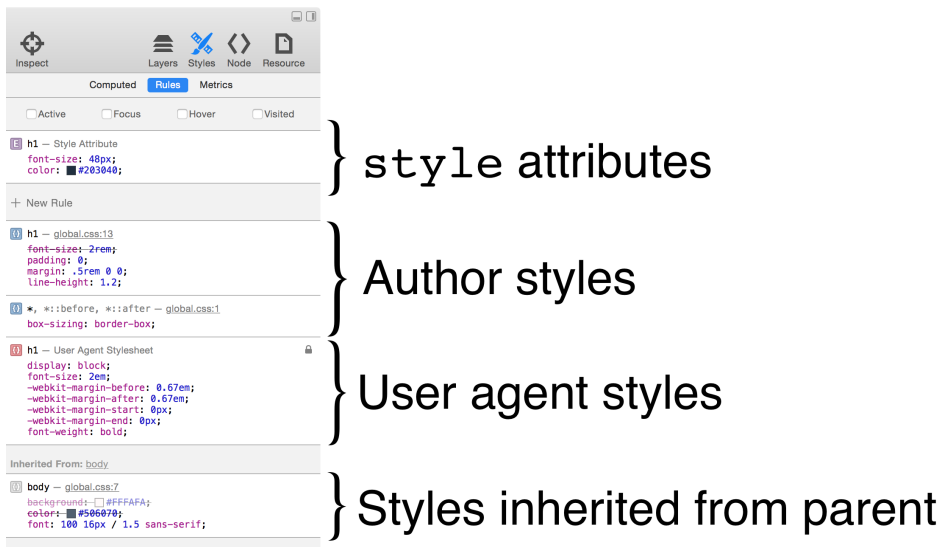 Inspect Layers Styles Node Resource
Computed Rules Metrics
Active Focus Hover Visited
E h1 — Style Attribute
font-size: 48px;
color: #203040;
style attributes
+ New Rule
{} h1 — global.css:13
font-size: 2rem;
padding: 0;
margin: .5rem 0 0;
line-height: 1.2;
Author styles
{} *, *::before, *::after — global.css:1
box-sizing: border-box;
{} h1 — User Agent Stylesheet
display: block;
font-size: 2em;
-webkit-margin-before: 0.67em;
-webkit-margin-after: 0.67em;
-webkit-margin-start: 0px;
-webkit-margin-end: 0px;
font-weight: bold;
User agent styles
Inherited From: body
{} body — global.css:7
background: #FFFAFA;
color: #506070;
font: 100 16px / 1.5 sans-serif;
Styles inherited from parent